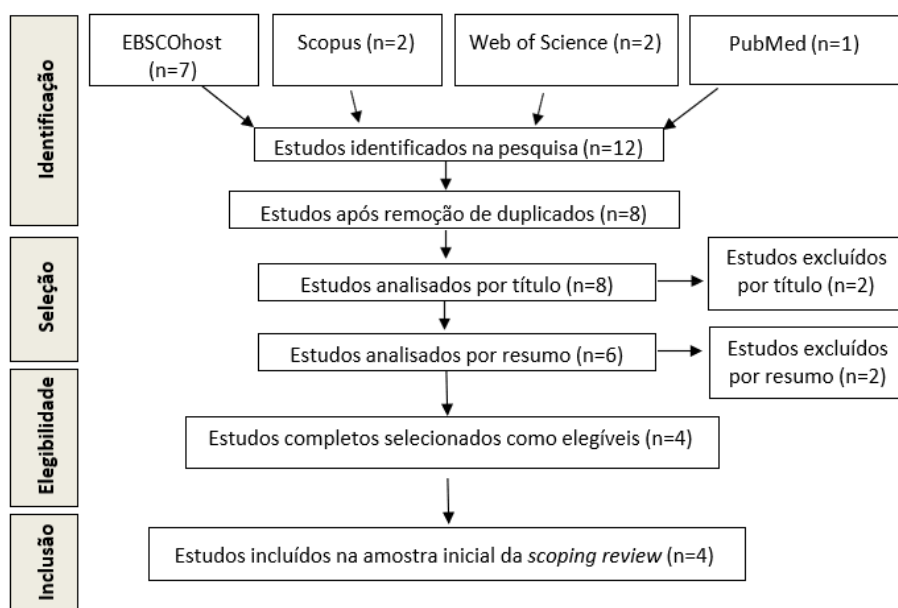 Identificação
EBSCOhost
(n=7)
Scopus (n=2)
Web of Science (n=2)
PubMed (n=1)
Estudos identificados na pesquisa (n=12)
Estudos após remoção de duplicados (n=8)
Seleção
Estudos analisados por título (n=8)
Estudos excluídos
por título (n=2)
Estudos analisados por resumo (n=6)
Estudos excluídos
por resumo (n=2)
Elegibilidade
Estudos completos selecionados como elegíveis (n=4)
Inclusão
Estudos incluídos na amostra inicial da scoping review (n=4)